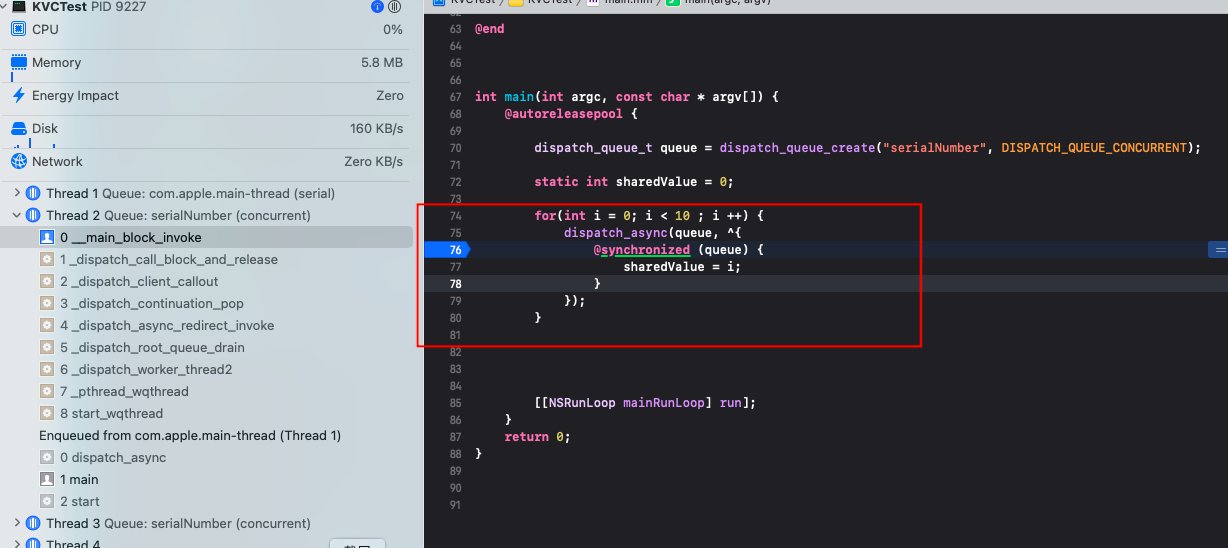 KVCTest PID 9227
CPU 0%
Memory 5.8 MB
Energy Impact Zero
Disk 160 KB/s
Network Zero KB/s
Thread 1 Queue: com.apple.main-thread (serial)
Thread 2 Queue: serialNumber (concurrent)
0 __main_block_invoke
1 _dispatch_call_block_and_release
2 _dispatch_client_callout
3 _dispatch_continuation_pop
4 _dispatch_async_redirect_invoke
5 _dispatch_root_queue_drain
6 _dispatch_worker_thread2
7 _pthread_wqthread
8 start_wqthread
Enqueued from com.apple.main-thread (Thread 1)
0 dispatch_async
1 main
2 start
Thread 3 Queue: serialNumber (concurrent)
Thread 4
KVCTest KVCTest main.mm main(argc, argv)
62
63 @end
64
65
66
67 int main(int argc, const char * argv[]) {
68 @autoreleasepool {
69
70 dispatch_queue_t queue = dispatch_queue_create("serialNumber", DISPATCH_QUEUE_CONCURRENT);
71
72 static int sharedValue = 0;
73
74 for(int i = 0; i < 10 ; i ++) {
75 dispatch_async(queue, ^{
76 @synchronized (queue) {
77 sharedValue = i;
78 }
79 });
80 }
81
82
83
84
85 [[NSRunLoop mainRunLoop] run];
86 }
87 return 0;
88 }
89
90
91